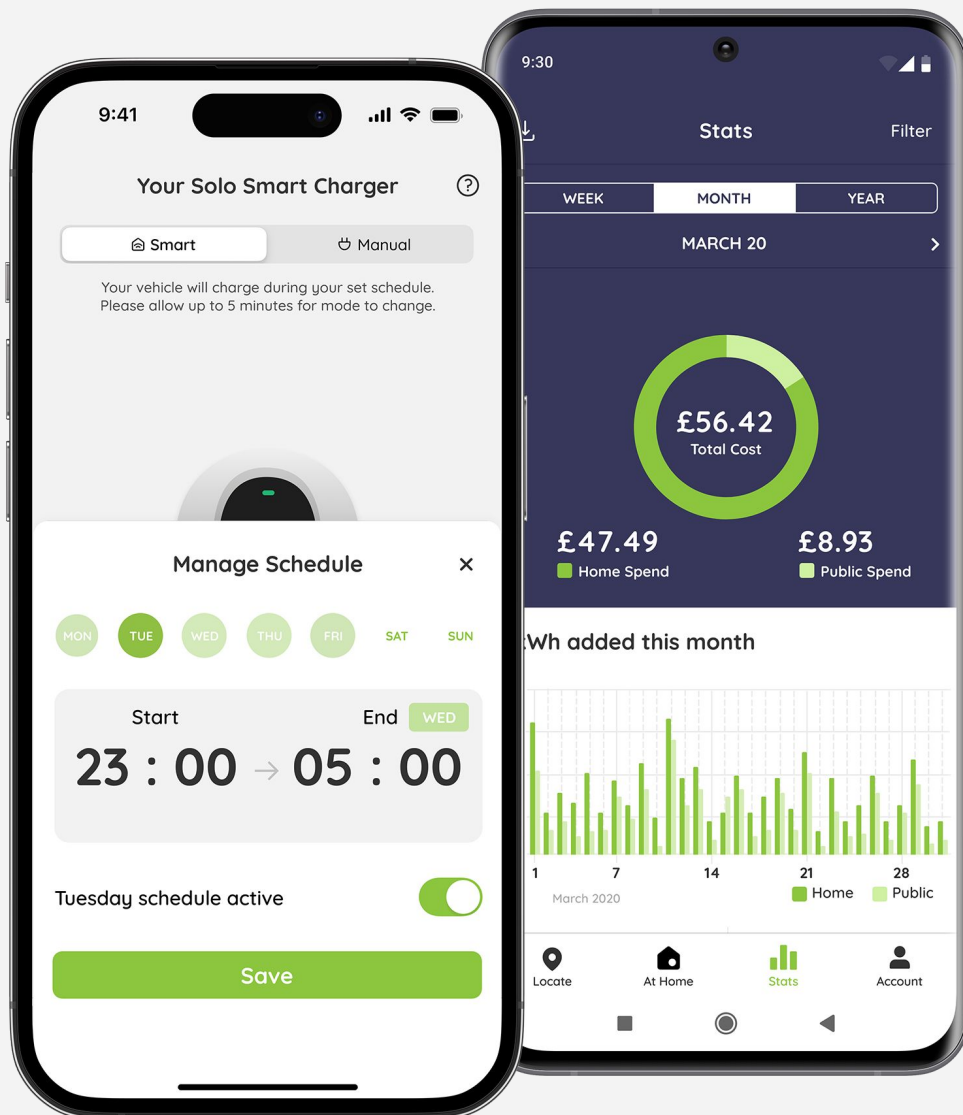 9:41
Your Solo Smart Charger
?
Smart Manual
Your vehicle will charge during your set schedule.
Please allow up to 5 minutes for mode to change.
Manage Schedule
MON TUE WED THU FRI SAT SUN
Start End WED
23 : 00 → 05 : 00
Tuesday schedule active
Save
9:30
Stats Filter
WEEK MONTH YEAR
MARCH 20
£56.42
Total Cost
£47.49 £8.93
Home Spend Public Spend
Wh added this month
1 7 14 21 28
March 2020 Home Public
Locate At Home Stats Account